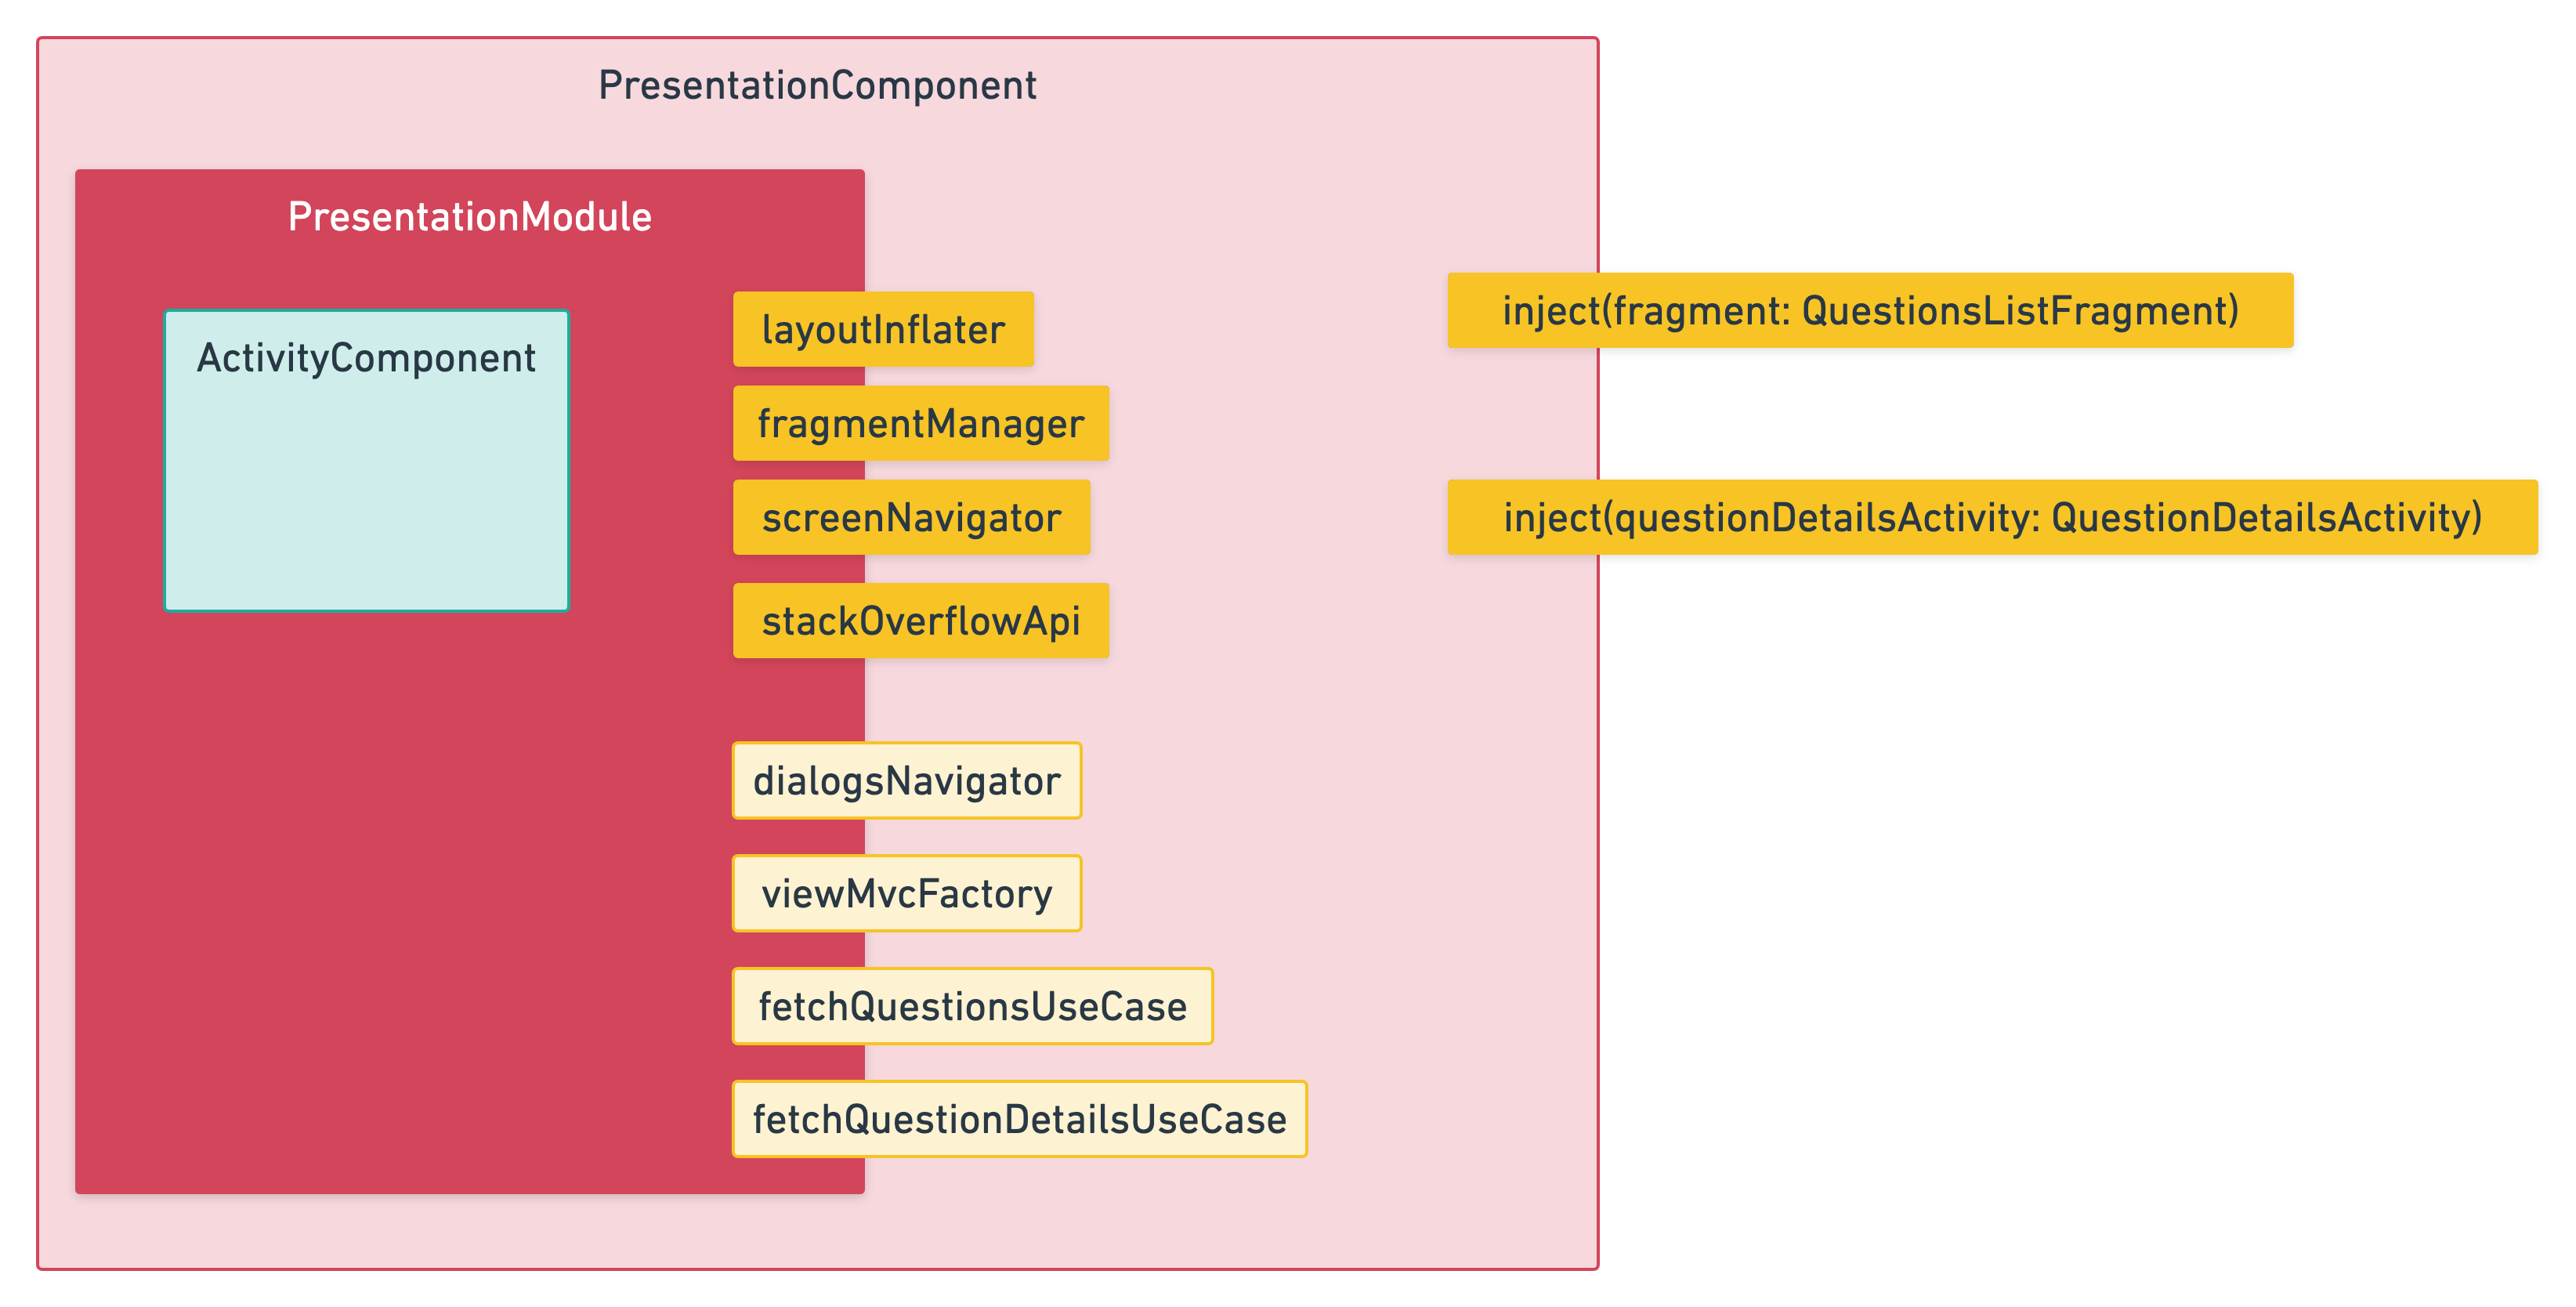 PresentationComponent
PresentationModule
ActivityComponent
layoutInflater
fragmentManager
screenNavigator
stackOverflowApi
dialogsNavigator
viewMvcFactory
fetchQuestionsUseCase
fetchQuestionDetailsUseCase
inject(fragment: QuestionsListFragment)
inject(questionDetailsActivity: QuestionDetailsActivity)